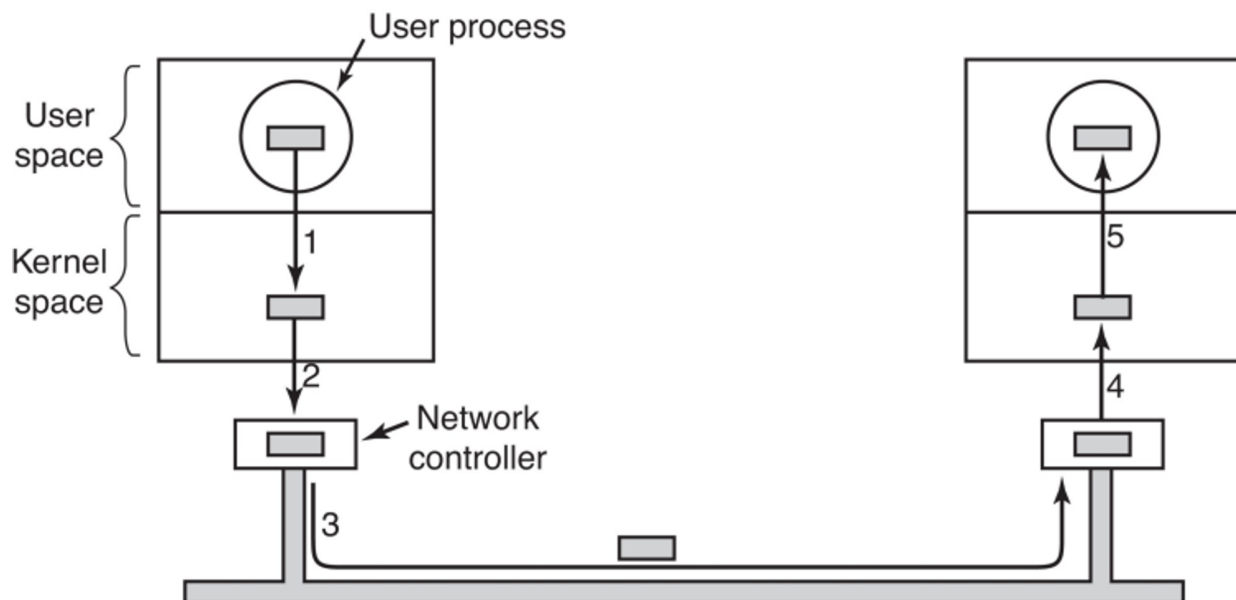 User process
User
space
1
5
Kernel
space
2
4
Network
controller
3